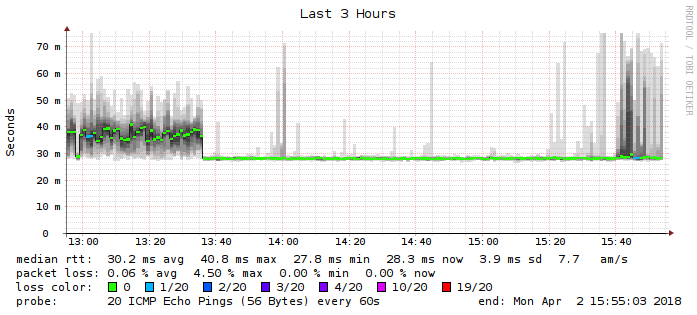 Last 3 Hours
RRDTOOL / TOBI OETIKER
Seconds
70 m
60 m
50 m
40 m
30 m
20 m
10 m
0
13:00 13:20 13:40 14:00 14:20 14:40 15:00 15:20 15:40
median rtt: 30.2 ms avg 40.8 ms max 27.8 ms min 28.3 ms now 3.9 ms sd 7.7 am/s
packet loss: 0.06 % avg 4.50 % max 0.00 % min 0.00 % now
loss color: 0 1/20 2/20 3/20 4/20 10/20 19/20
probe: 20 ICMP Echo Pings (56 Bytes) every 60s end: Mon Apr 2 15:55:03 2018